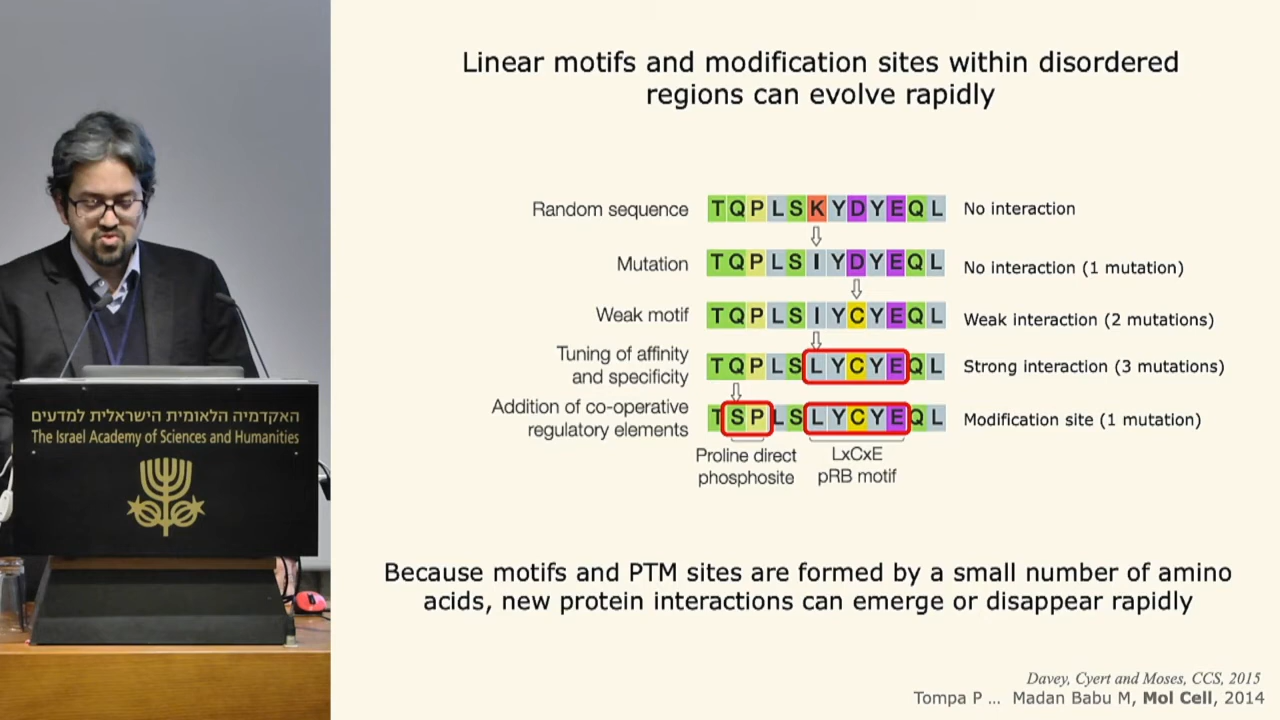 Linear motifs and modification sites within disordered
regions can evolve rapidly
Random sequence TQPLSKYDYEQL No interaction
Mutation TQPLSIYDYEQL No interaction (1 mutation)
Weak motif TQPLSIYCYEQL Weak interaction (2 mutations)
Tuning of affinity
and specificity TQPLSLYCYEQL Strong interaction (3 mutations)
Addition of co-operative
regulatory elements TSPLSLYCYEQL Modification site (1 mutation)
Proline direct
phosphosite
LxCxE
pRB motif
Because motifs and PTM sites are formed by a small number of amino
acids, new protein interactions can emerge or disappear rapidly
Davey, Cyert and Moses, CCS, 2015
Tompa P ... Madan Babu M, Mol Cell, 2014
האקדמיה הלאומית הישראלית למדעים
The Israel Academy of Sciences and Humanities